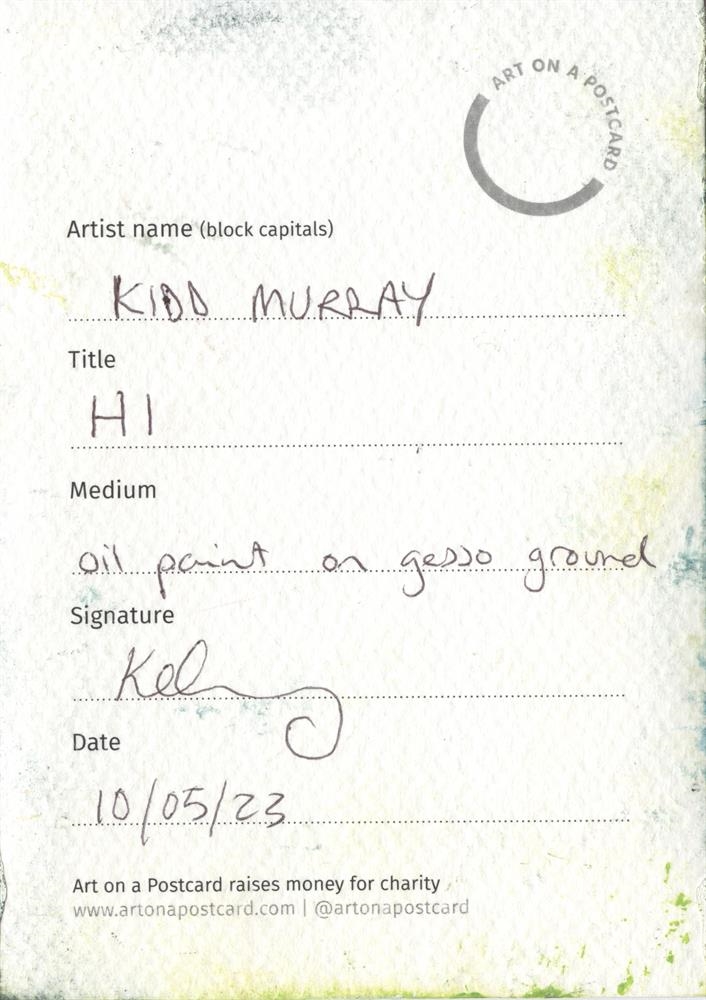 ART ON A POSTCARD
Artist name (block capitals)
KIDD MURRAY
Title
HI
Medium
oil paint on gesso ground
Signature
Date
10/05/23
Art on a Postcard raises money for charity
www.artonapostcard.com | @artonapostcard